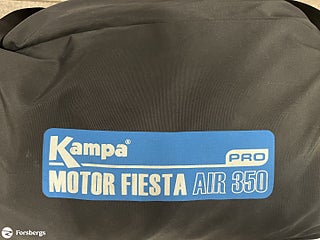 Kampa®
PRO
MOTOR FIESTA AIR 350
Forsbergs